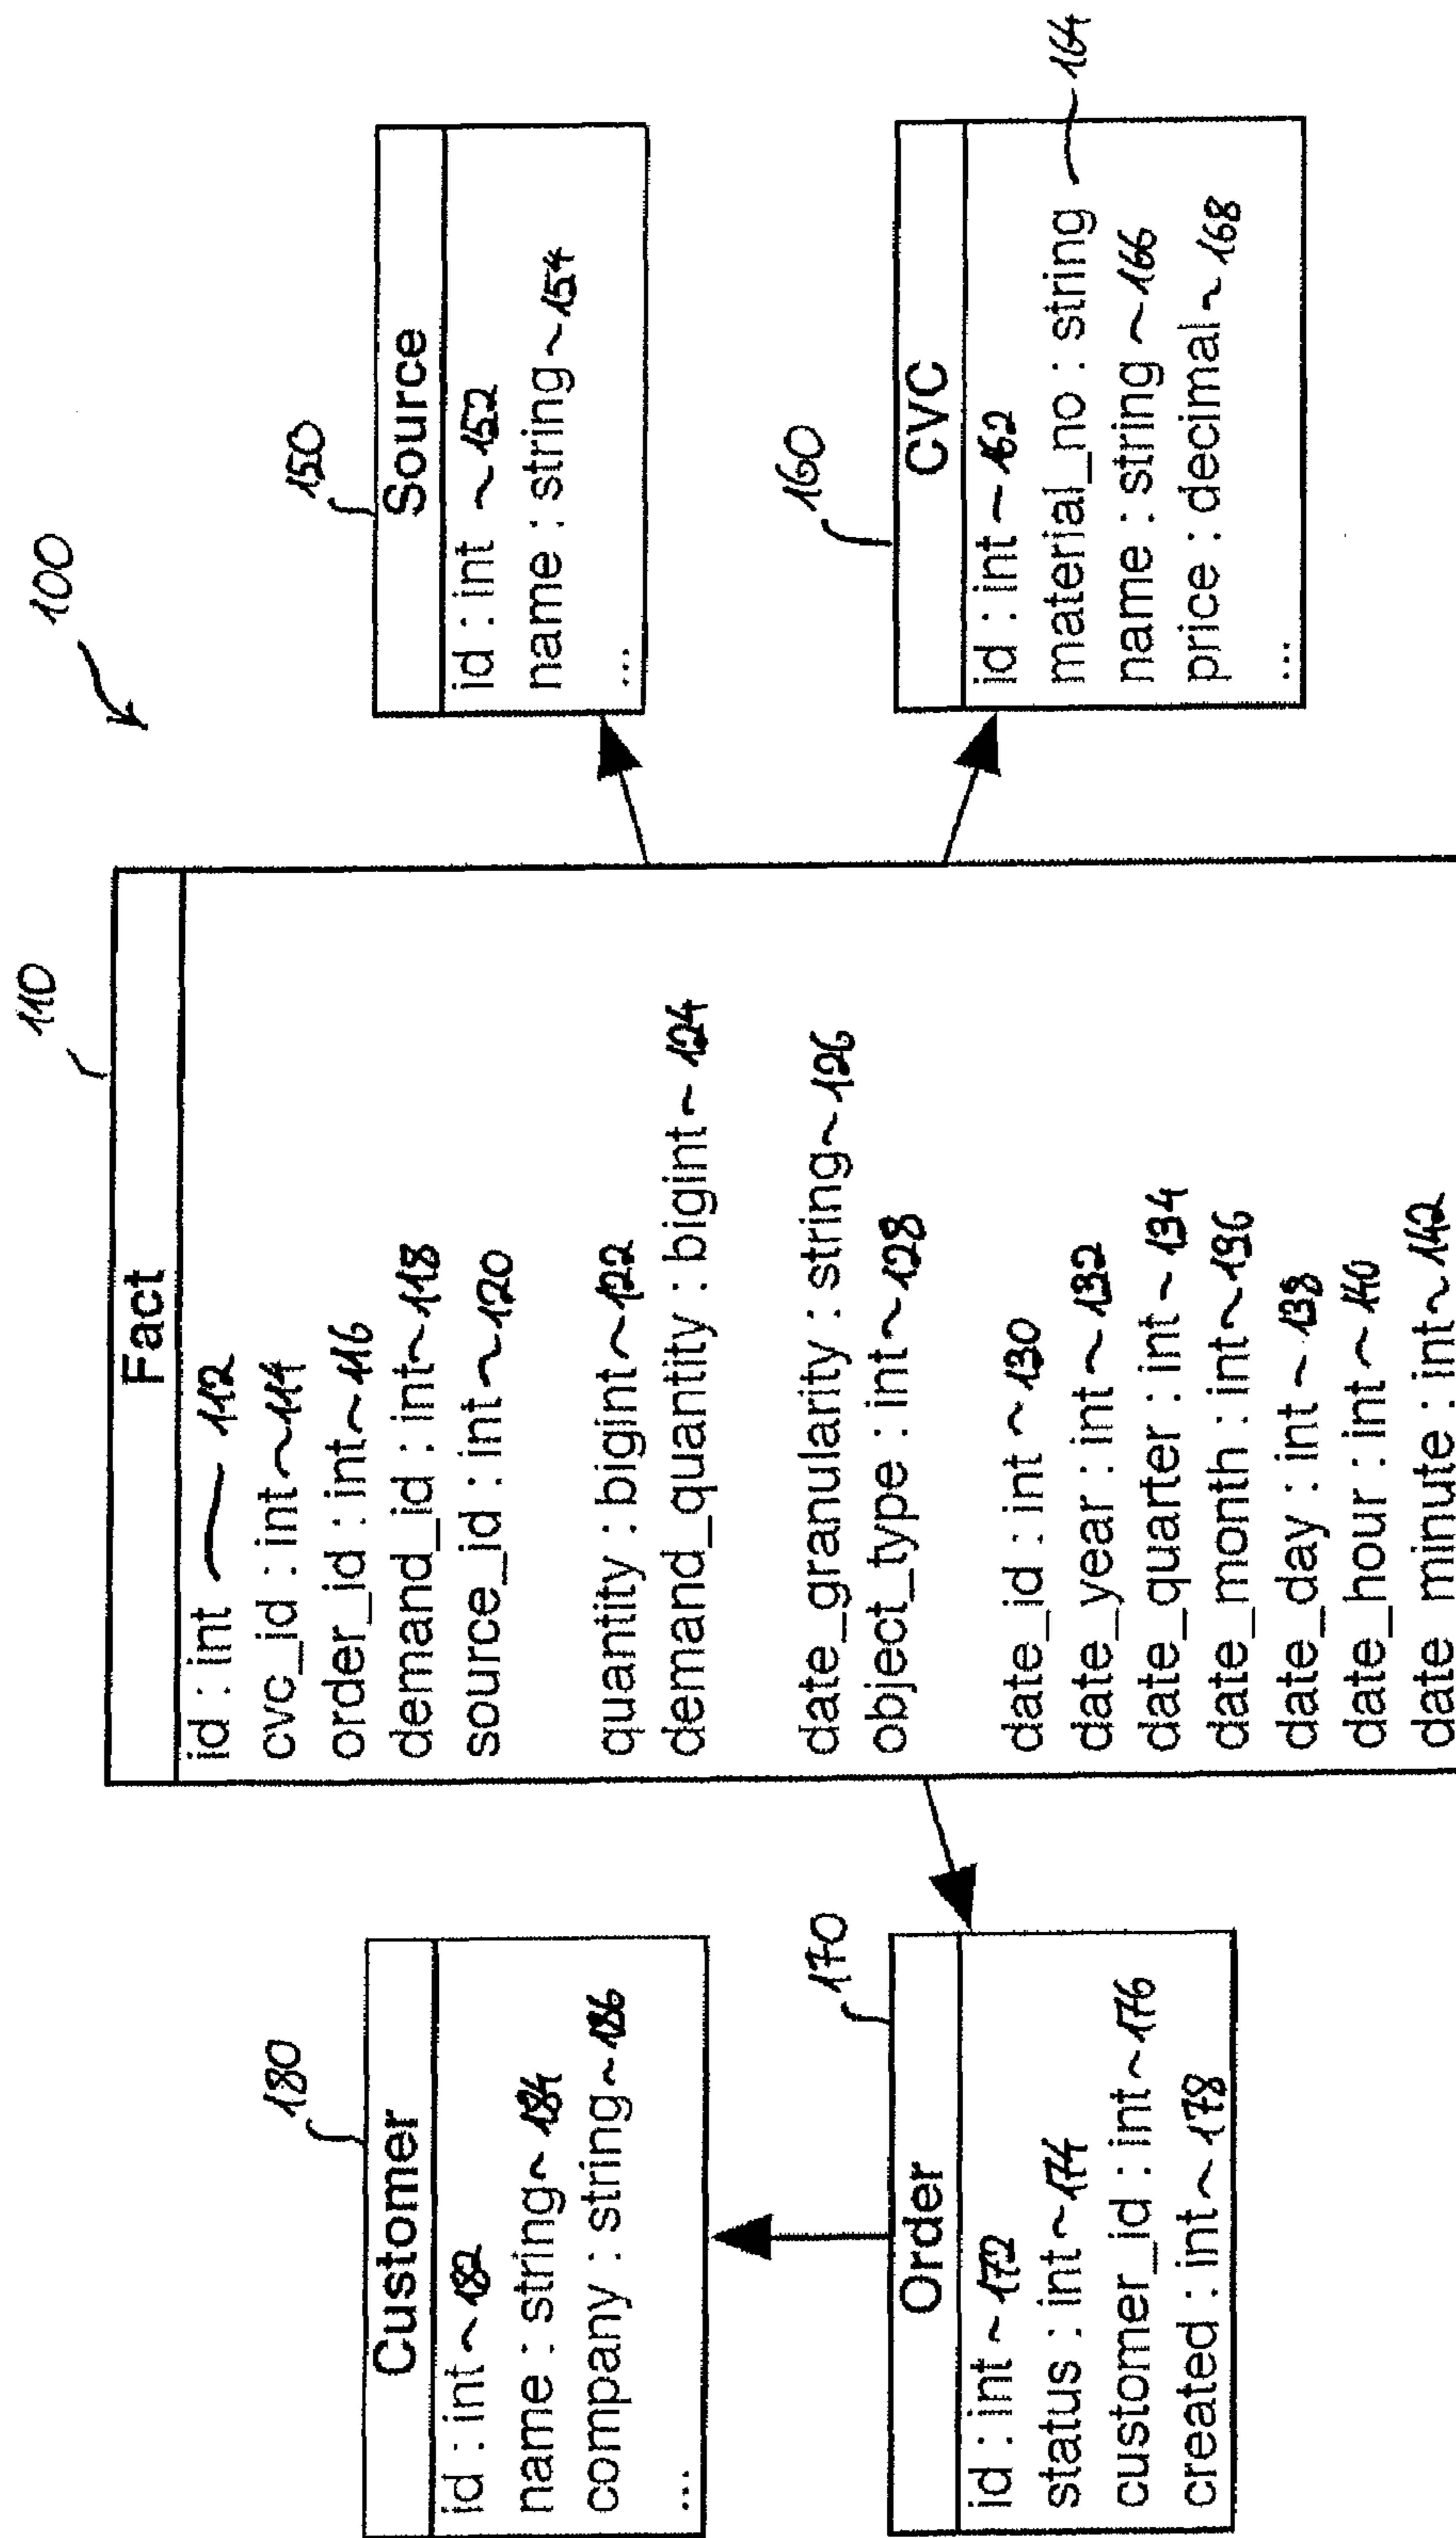 100
180
Customer
id : int ~ 182
name : string ~ 184
company : string ~ 186
...
170
Order
id : int ~ 172
status : int ~ 174
customer_id : int ~ 176
created : int ~ 178
110
Fact
id : int ~ 112
cvc_id : int ~ 114
order_id : int ~ 116
demand_id : int ~ 118
source_id : int ~ 120
quantity : bigint ~ 122
demand_quantity : bigint ~ 124
date_granularity : string ~ 126
object_type : int ~ 128
date_id : int ~ 130
date_year : int ~ 132
date_quarter : int ~ 134
date_month : int ~ 136
date_day : int ~ 138
date_hour : int ~ 140
date_minute : int ~ 142
150
Source
id : int ~ 152
name : string ~ 154
...
160
CVC
id : int ~ 162
material_no : string ~ 164
name : string ~ 166
price : decimal ~ 168
...